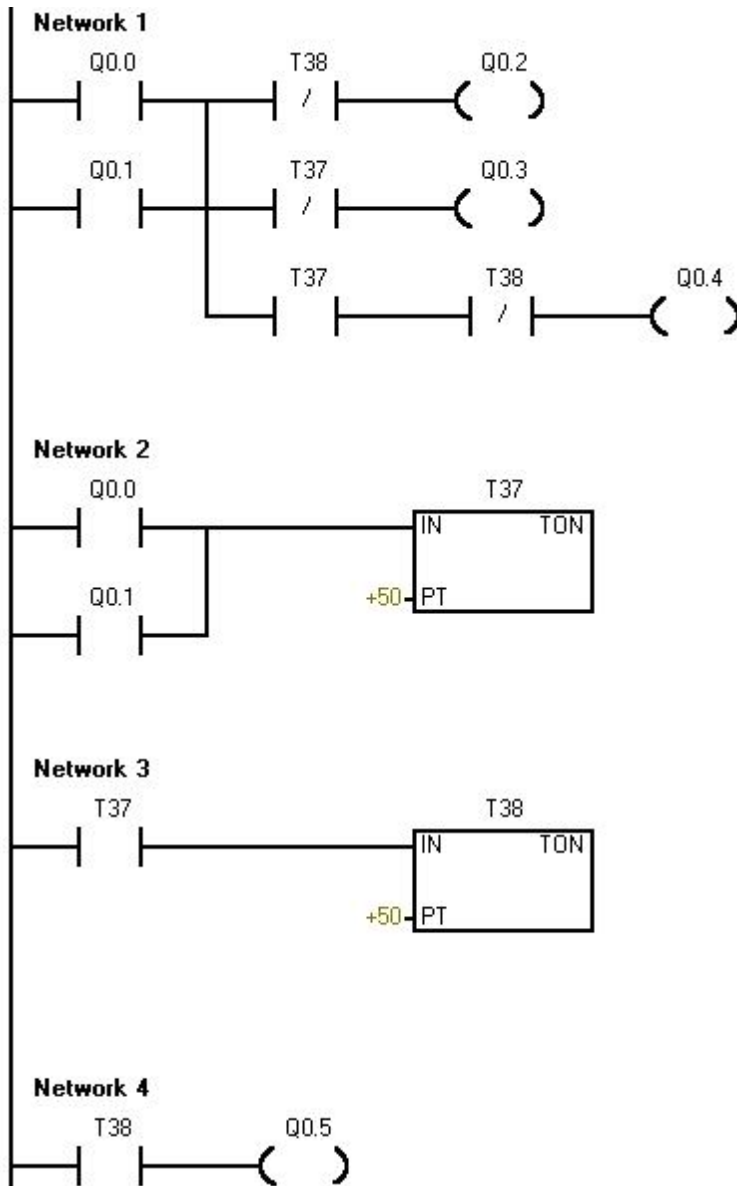 Network 1
Q0.0 T38 Q0.2
/
Q0.1 T37 Q0.3
/
T37 T38 Q0.4
/
Network 2
Q0.0 T37
IN TON
Q0.1
+50 PT
Network 3
T37 T38
IN TON
+50 PT
Network 4
T38 Q0.5